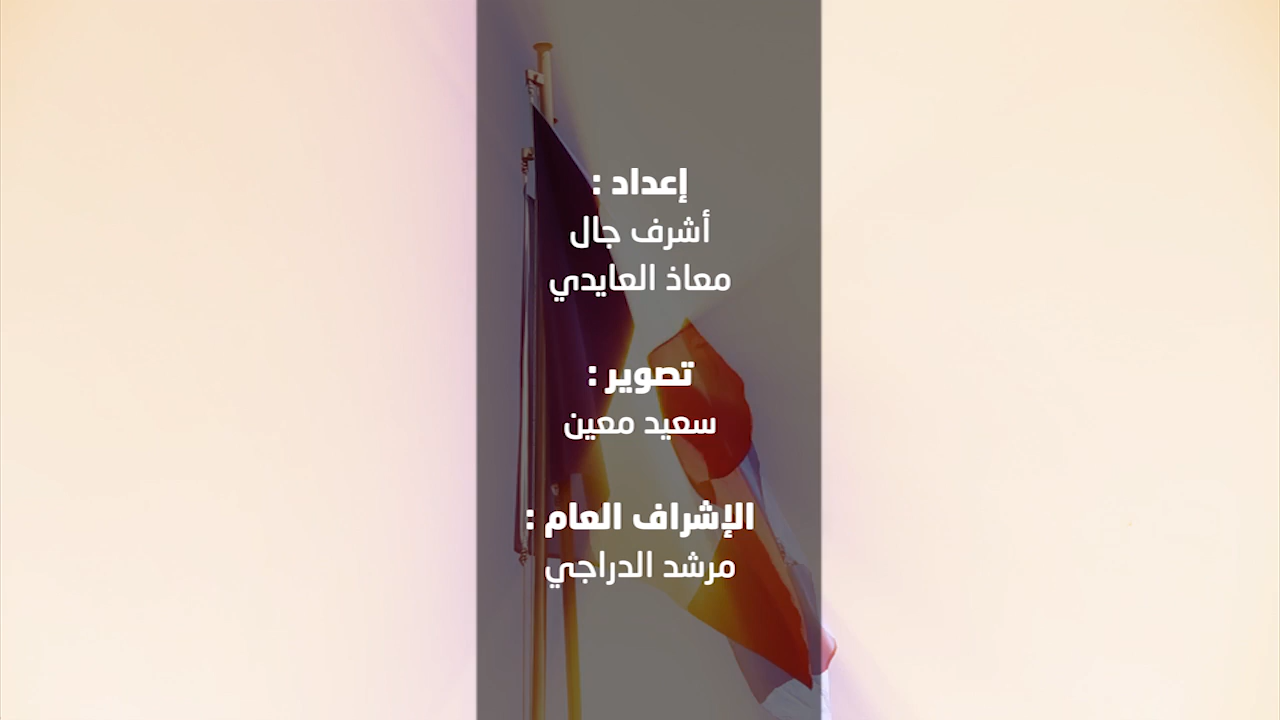 إعداد :
أشرف جال
معاذ العايدي
تصوير :
سعيد معين
الإشراف العام :
مرشد الدراجي